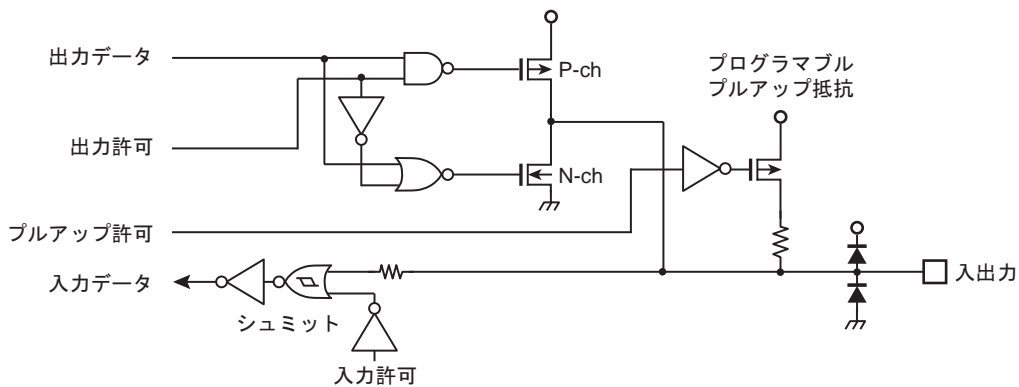 出力データ
P-ch
プログラマブル
プルアップ抵抗
出力許可
N-ch
プルアップ許可
入力データ
入出力
シュミット
入力許可